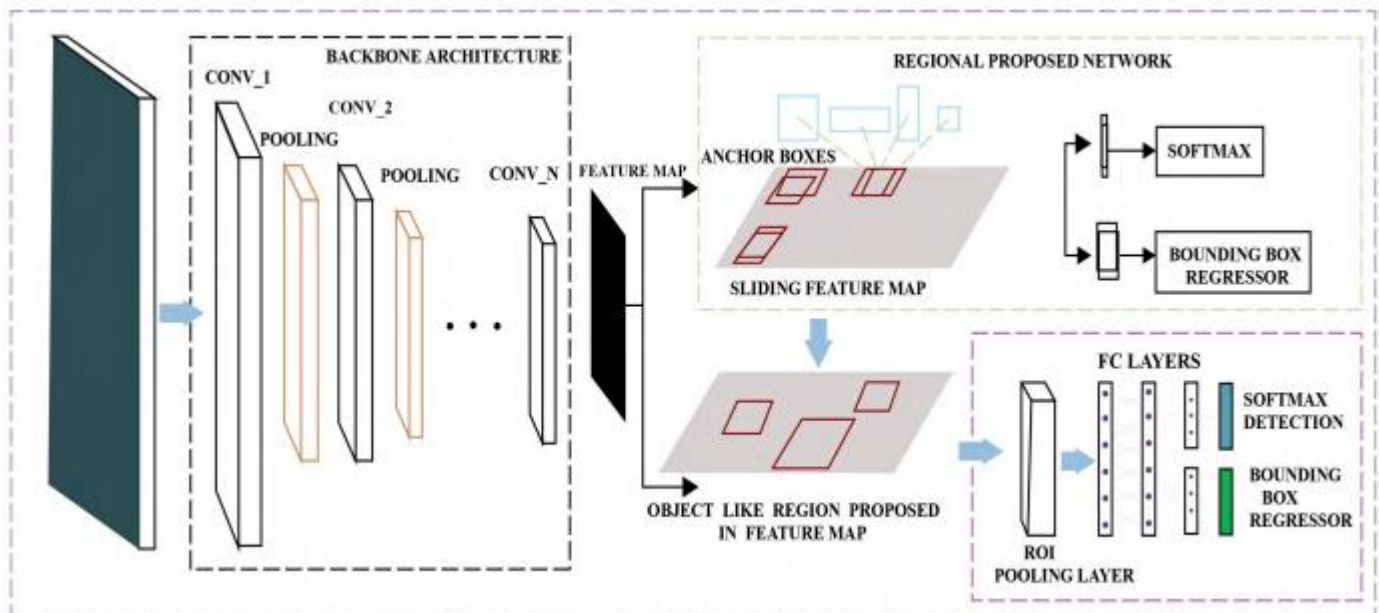 BACKBONE ARCHITECTURE
CONV_1
CONV_2
POOLING
POOLING
CONV_N
FEATURE MAP
REGIONAL PROPOSED NETWORK
ANCHOR BOXES
SOFTMAX
BOUNDING BOX
REGRESSOR
SLIDING FEATURE MAP
OBJECT LIKE REGION PROPOSED
IN FEATURE MAP
FC LAYERS
SOFTMAX
DETECTION
BOUNDING
BOX
REGRESSOR
ROI
POOLING LAYER